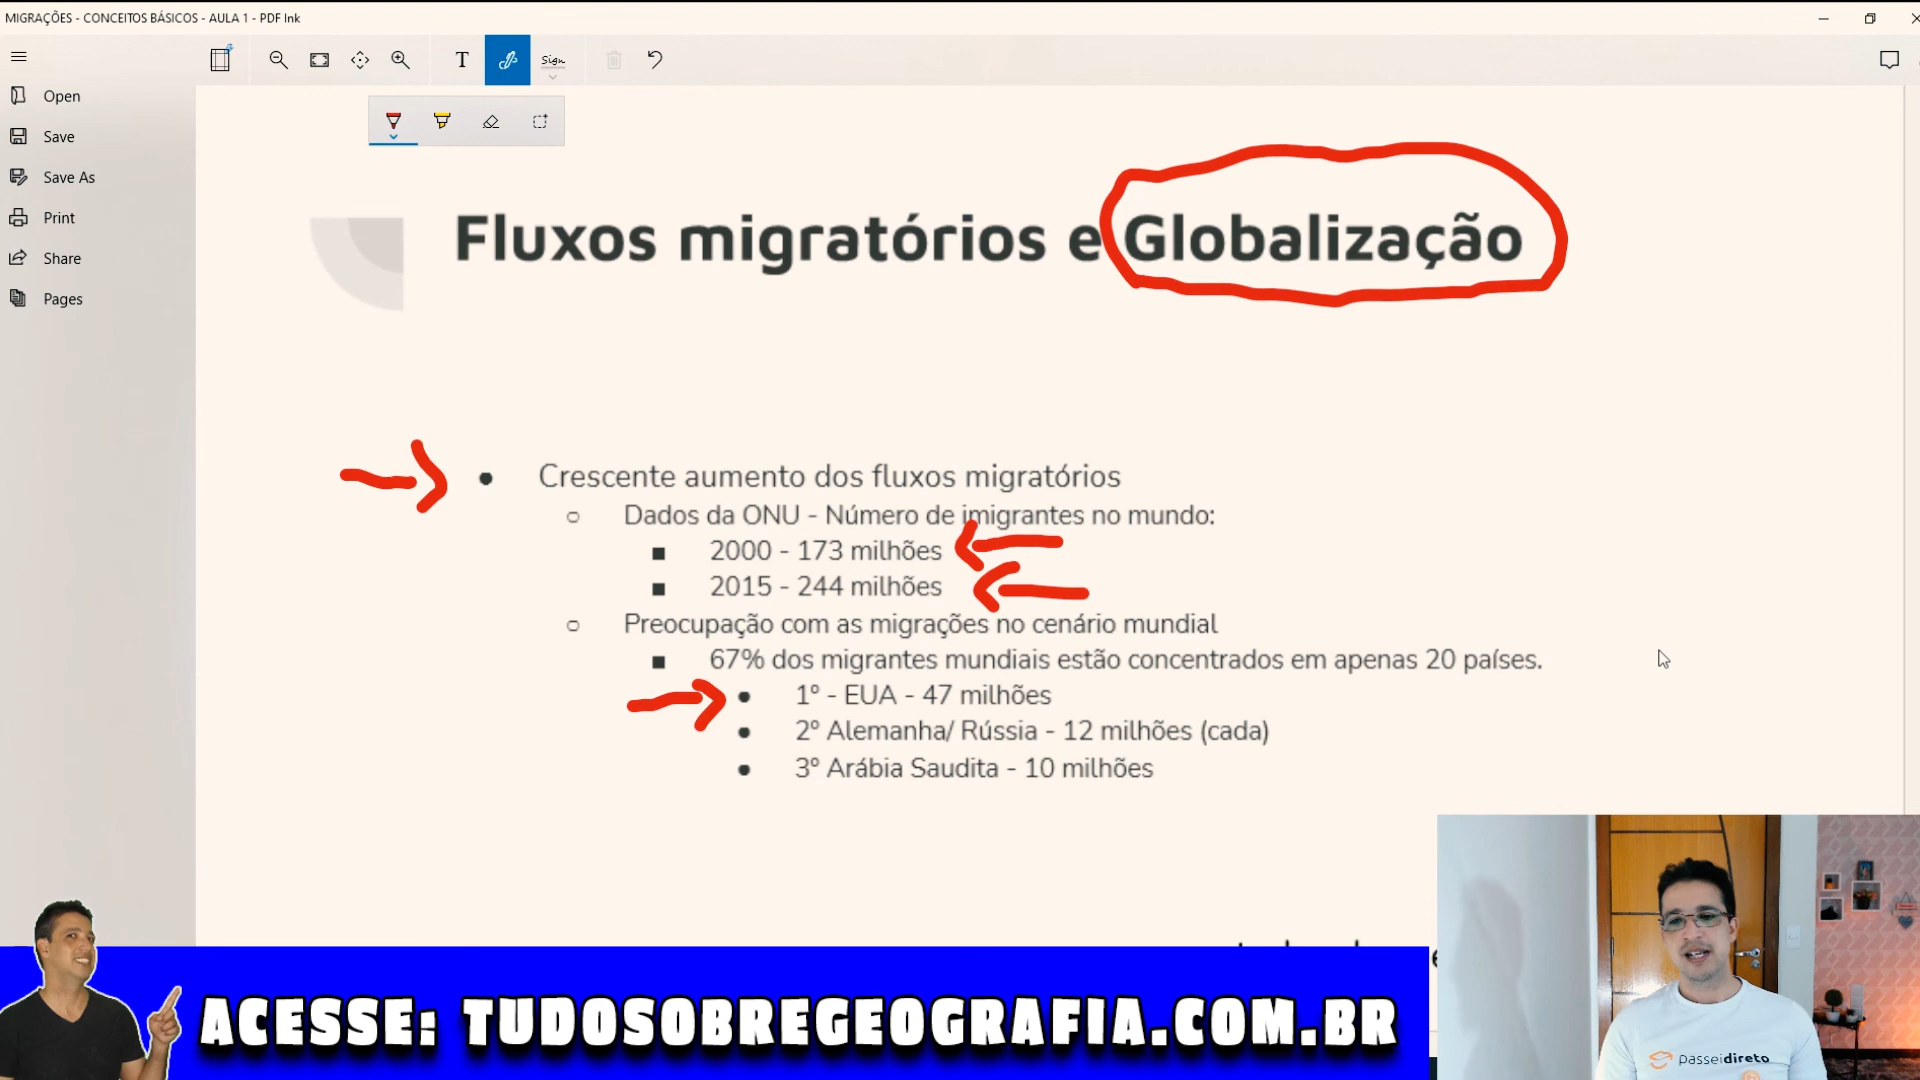 MIGRAÇÕES - CONCEITOS BÁSICOS - AULA 1 - PDF Ink
T
Sign
Open
Save
Save As
Print
Share
Pages
Fluxos migratórios e Globalização
Crescente aumento dos fluxos migratórios
Dados da ONU - Número de imigrantes no mundo:
2000 - 173 milhões
2015 - 244 milhões
Preocupação com as migrações no cenário mundial
67% dos migrantes mundiais estão concentrados em apenas 20 países.
1º - EUA - 47 milhões
2º Alemanha/ Rússia - 12 milhões (cada)
3º Arábia Saudita - 10 milhões
ACESSE: TUDOSOBREGEOGRAFIA.COM.BR
passeidireto